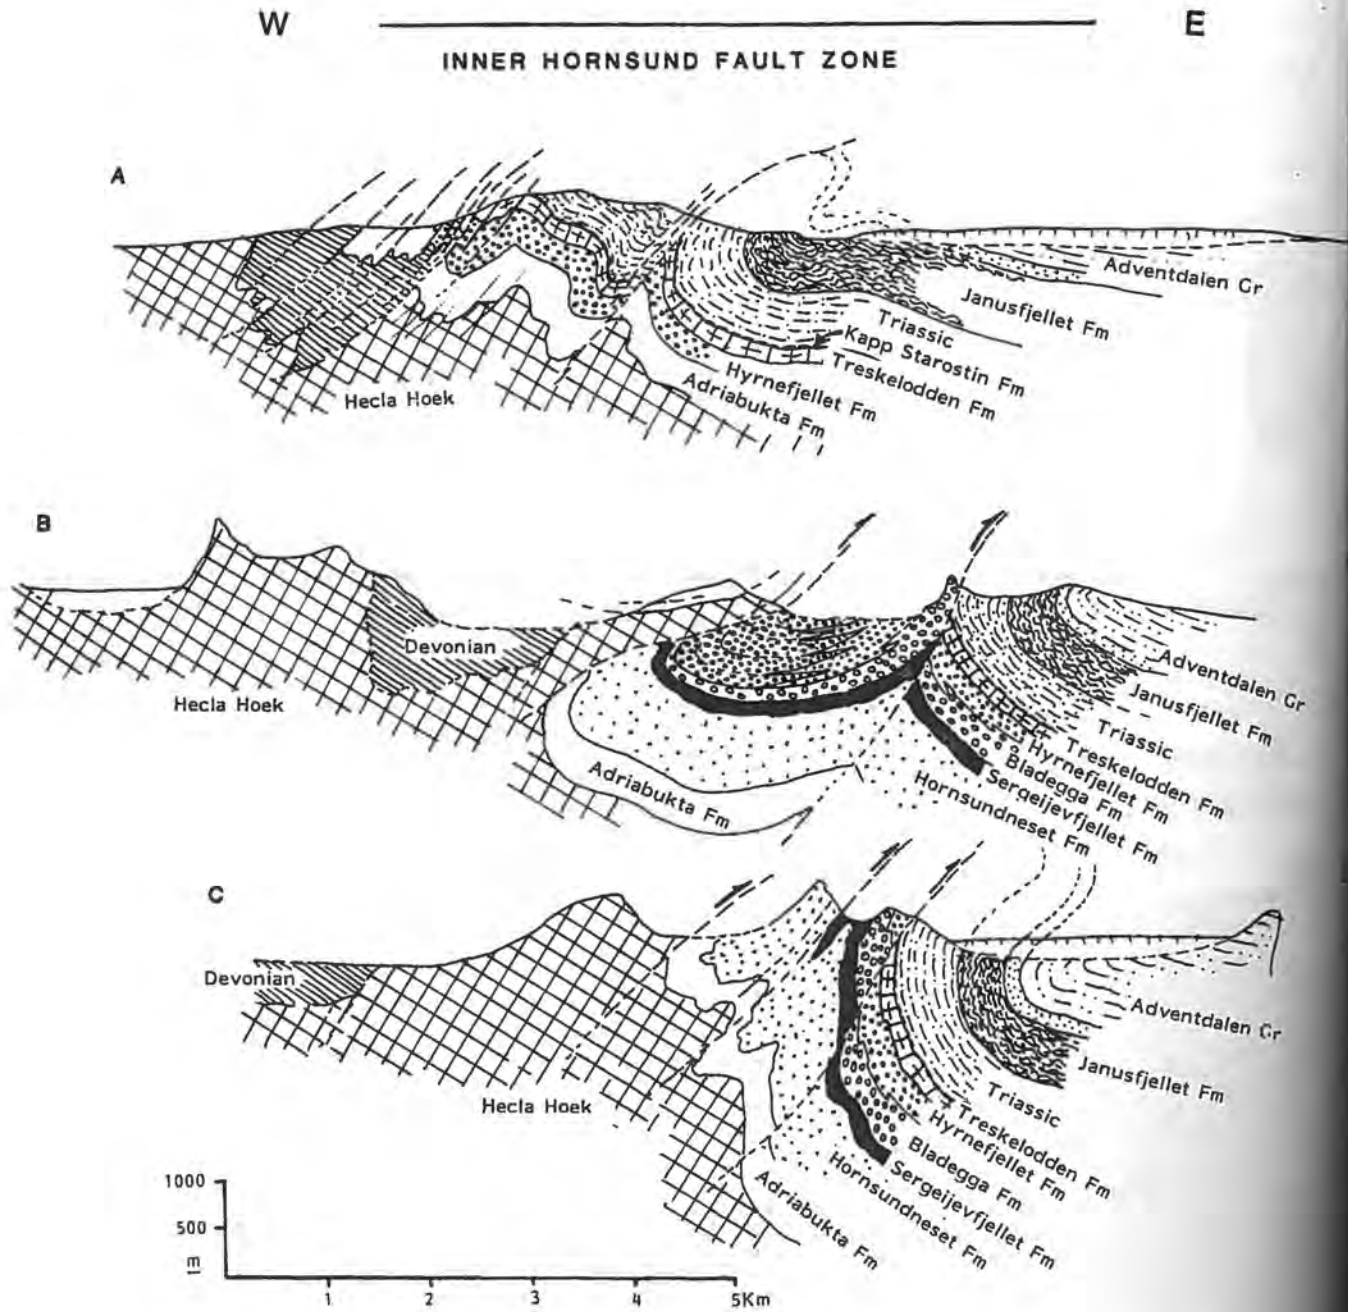 W
E
INNER HORNSUND FAULT ZONE
A
Adventdalen Gr
Janusfjellet Fm
Triassic
Kapp Starostin Fm
Treskelodden Fm
Hyrnefjellet Fm
Adriabukta Fm
Hecla Hoek
B
Devonian
Hecla Hoek
Adriabukta Fm
Adventdalen Gr
Janusfjellet Fm
Triassic
Treskelodden Fm
Hyrnefjellet Fm
Bladegga Fm
Sergeijevfjellet Fm
Hornsundneset Fm
C
Devonian
Hecla Hoek
Adventdalen Gr
Janusfjellet Fm
Triassic
Treskelodden Fm
Hyrnefjellet Fm
Bladegga Fm
Sergeijevfjellet Fm
Hornsundneset Fm
Adriabukta Fm
1000
500
m
1 2 3 4 5Km